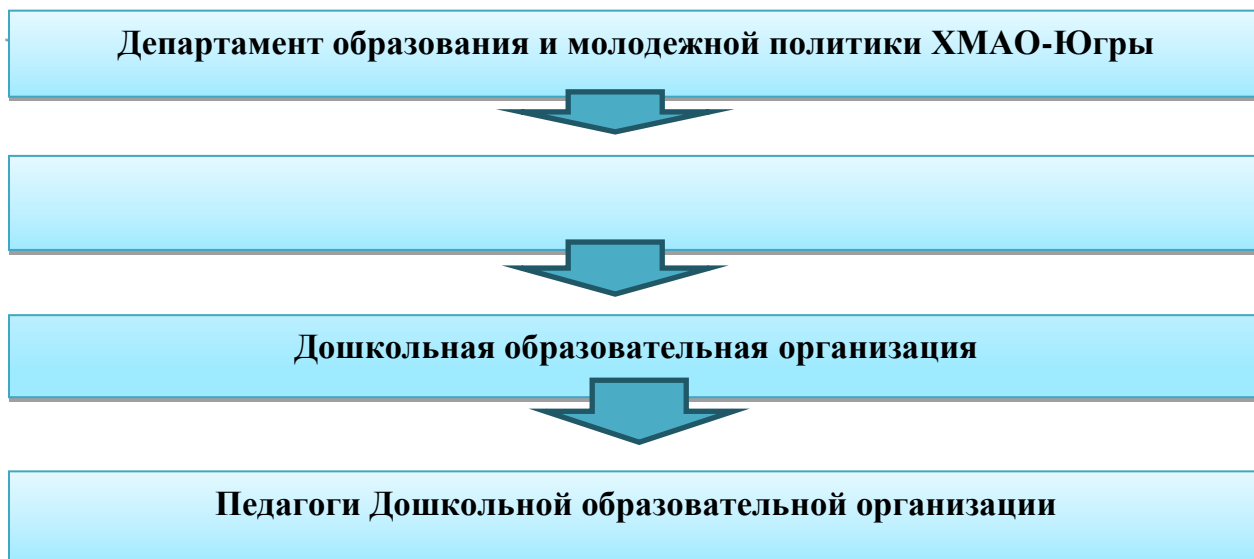 Департамент образования и молодежной политики ХМАО-Югры
Дошкольная образовательная организация
Педагоги Дошкольной образовательной организации